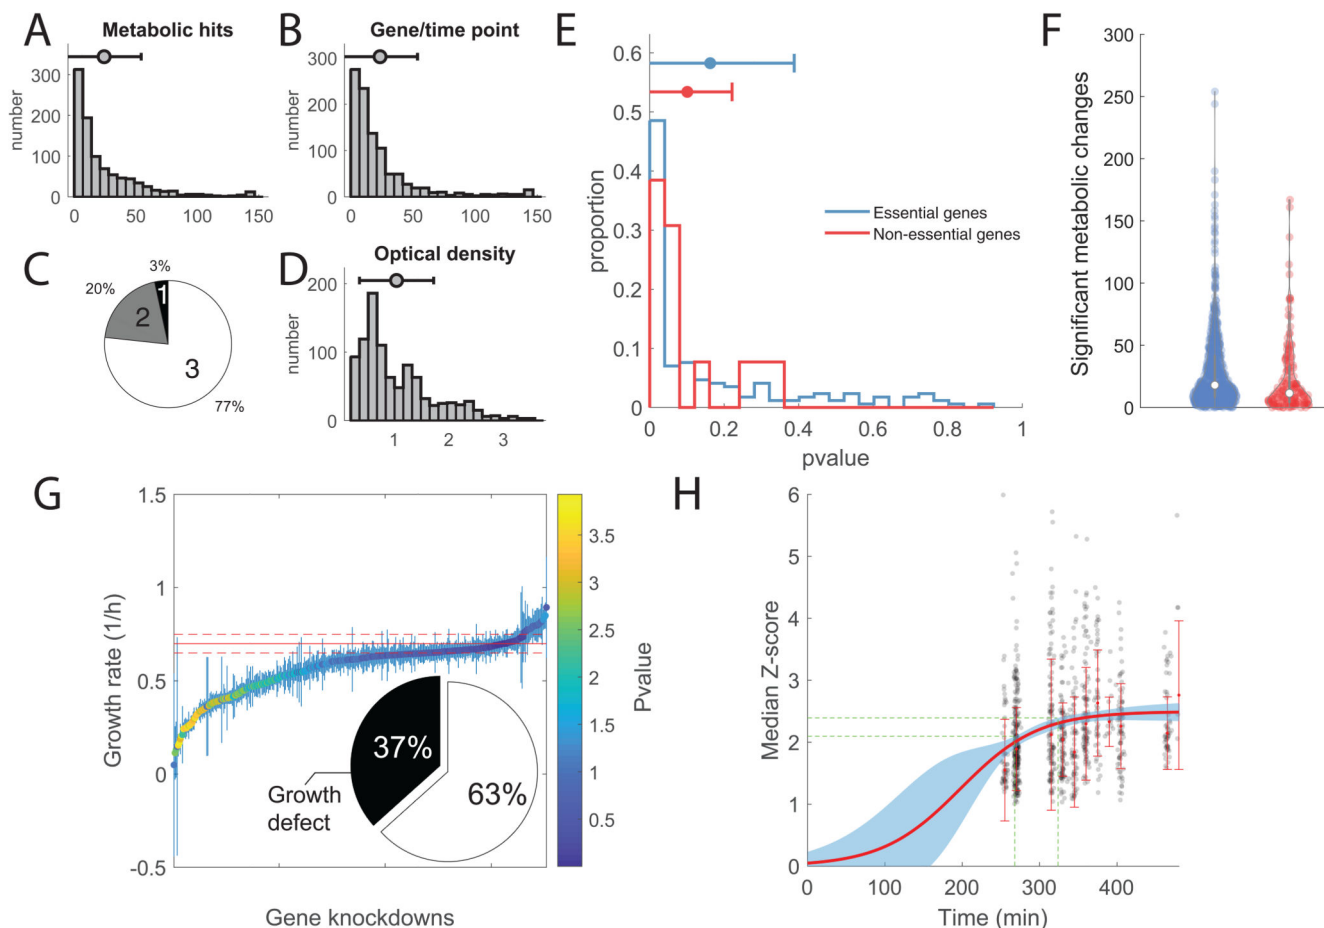 A
Metabolic hits
number
300
200
100
0
0
50
100
150
B
Gene/time point
number
300
200
100
0
50
100
150
C
3%
20%
1
2
3
77%
D
Optical density
number
200
100
0
1
2
3
E
proportion
0.6
0.5
0.4
0.3
0.2
0.1
0
0
0.2
0.4
0.6
0.8
1
pvalue
Essential genes
Non-essential genes
F
Significant metabolic changes
300
250
200
150
100
50
0
G
Growth rate (1/h)
1.5
1
0.5
0
-0.5
Gene knockdowns
37%
63%
Growth
defect
Pvalue
3.5
3
2.5
2
1.5
1
0.5
H
Median Z-score
6
5
4
3
2
1
0
0
100
200
300
400
Time (min)